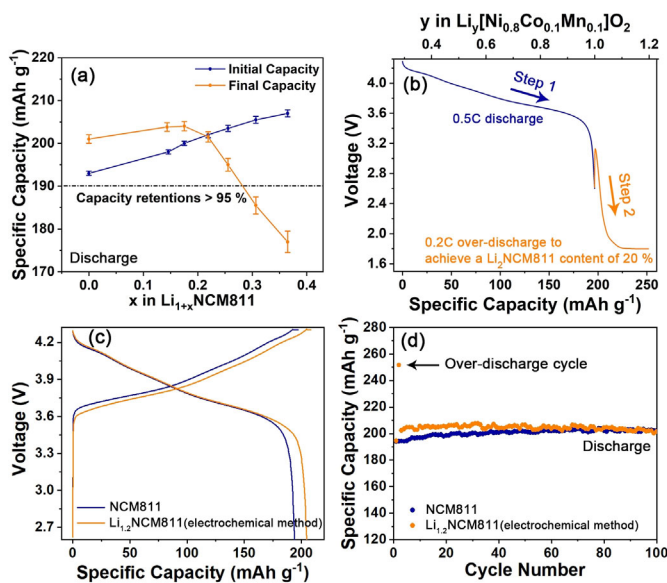 (a)
Initial Capacity
Final Capacity
Specific Capacity (mAh g-1)
210
200
190
180
170
Capacity retentions > 95 %
Discharge
0.0 0.1 0.2 0.3 0.4
x in Li1+xNCM811
y in Liy[Ni0.8Co0.1Mn0.1]O2
0.4 0.6 0.8 1.0 1.2
(b)
Step 1
0.5C discharge
Step 2
0.2C over-discharge to
achieve a Li2NCM811 content of 20 %
Voltage (V)
4.2
3.6
3.0
2.4
1.8
0 50 100 150 200 250
Specific Capacity (mAh g-1)
(c)
Voltage (V)
4.2
3.9
3.6
3.0
2.7
NCM811
Li1.2NCM811(electrochemical method)
0 50 100 150 200
Specific Capacity (mAh g-1)
(d)
Over-discharge cycle
Specific Capacity (mAh g-1)
280
260
240
220
200
180
160
140
120
Discharge
NCM811
Li1.2NCM811(electrochemical method)
0 20 40 60 80 100
Cycle Number